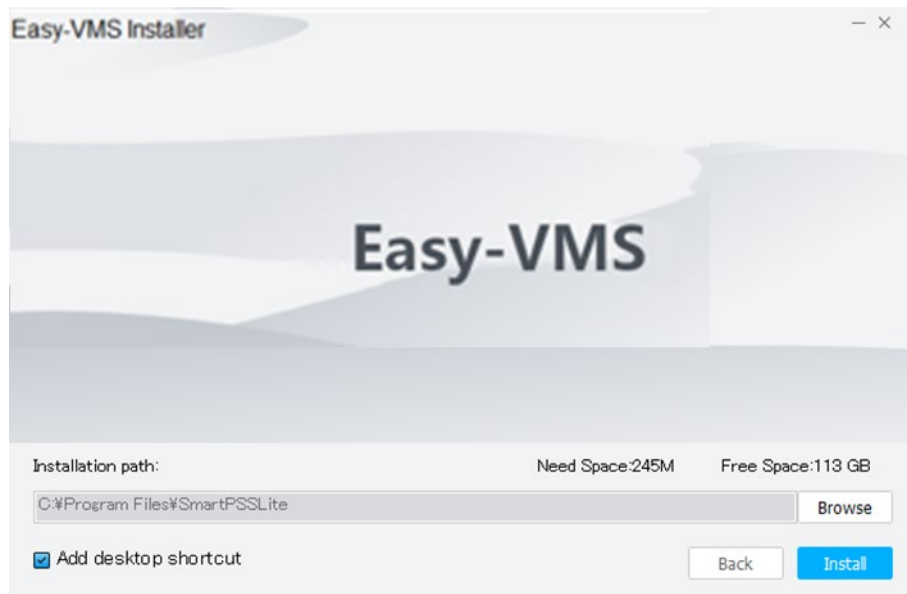 Easy-VMS Installer
Easy-VMS
Installation path:
Need Space:245M
Free Space:113 GB
C:¥Program Files¥SmartPSSLite
Browse
Add desktop shortcut
Back
Install